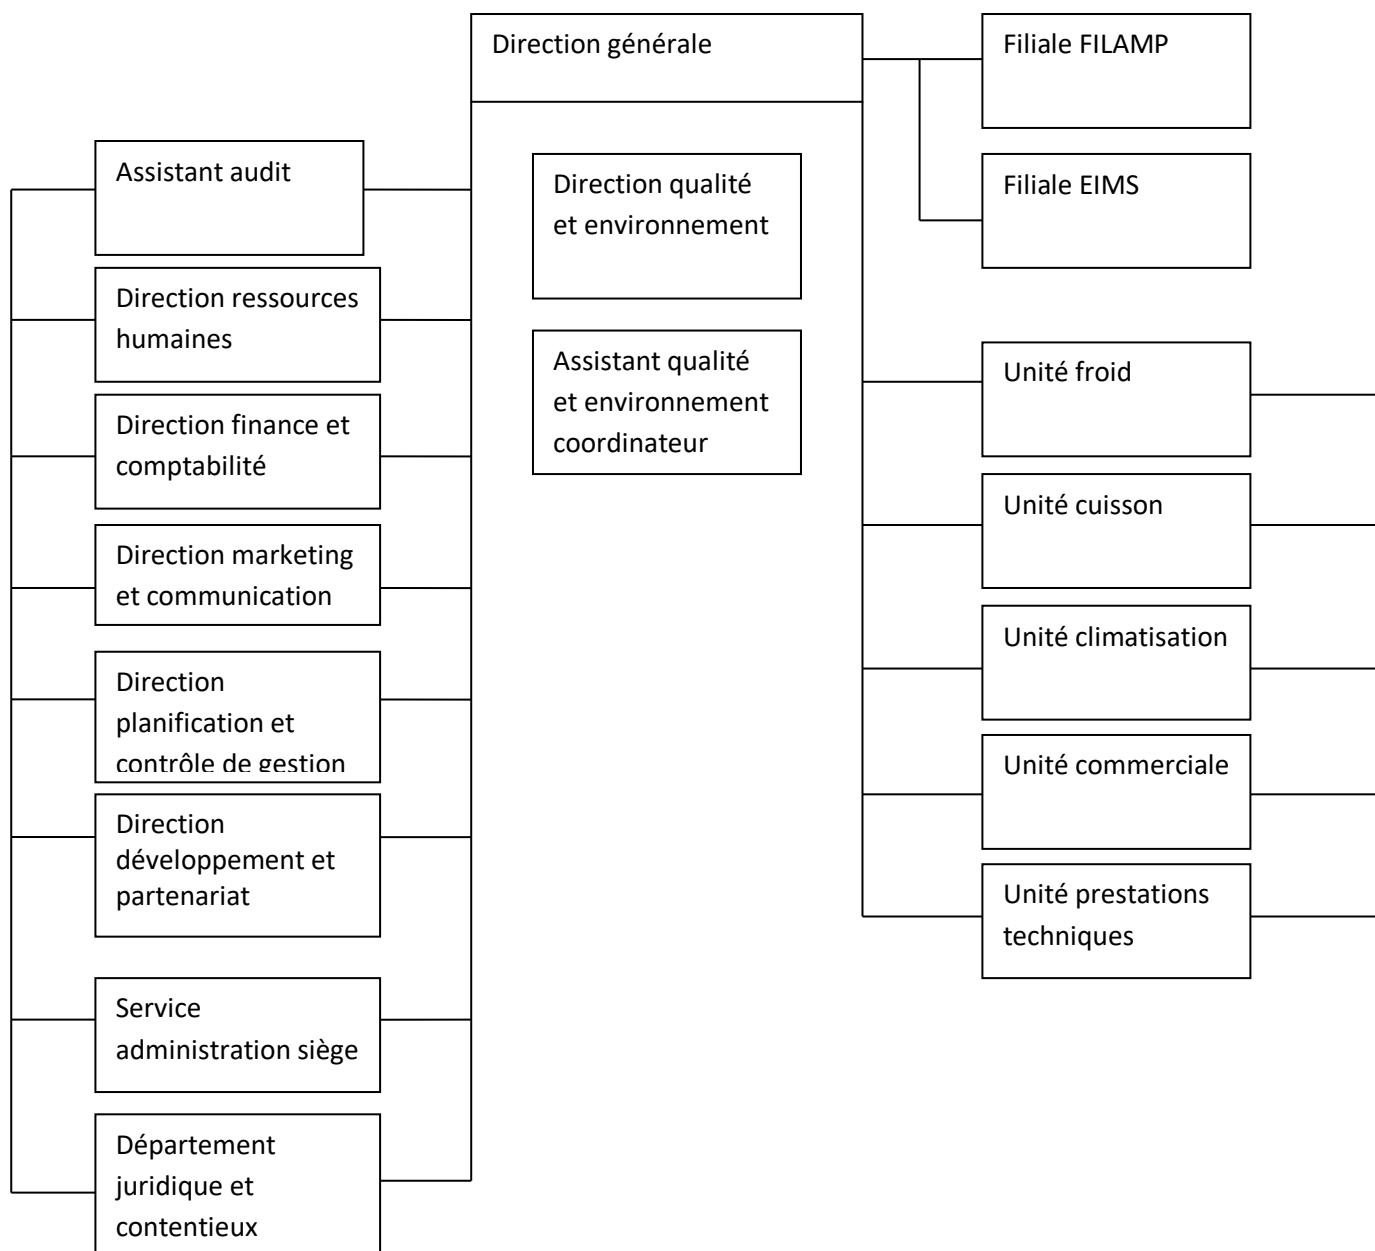 Direction générale
Filiale FILAMP
Assistant audit
Direction qualité
et environnement
Filiale EIMS
Direction ressources
humaines
Assistant qualité
et environnement
coordinateur
Unité froid
Direction finance et
comptabilité
Unité cuisson
Direction marketing
et communication
Unité climatisation
Direction
planification et
contrôle de gestion
Unité commerciale
Direction
développement et
partenariat
Unité prestations
techniques
Service
administration siège
Département
juridique et
contentieux